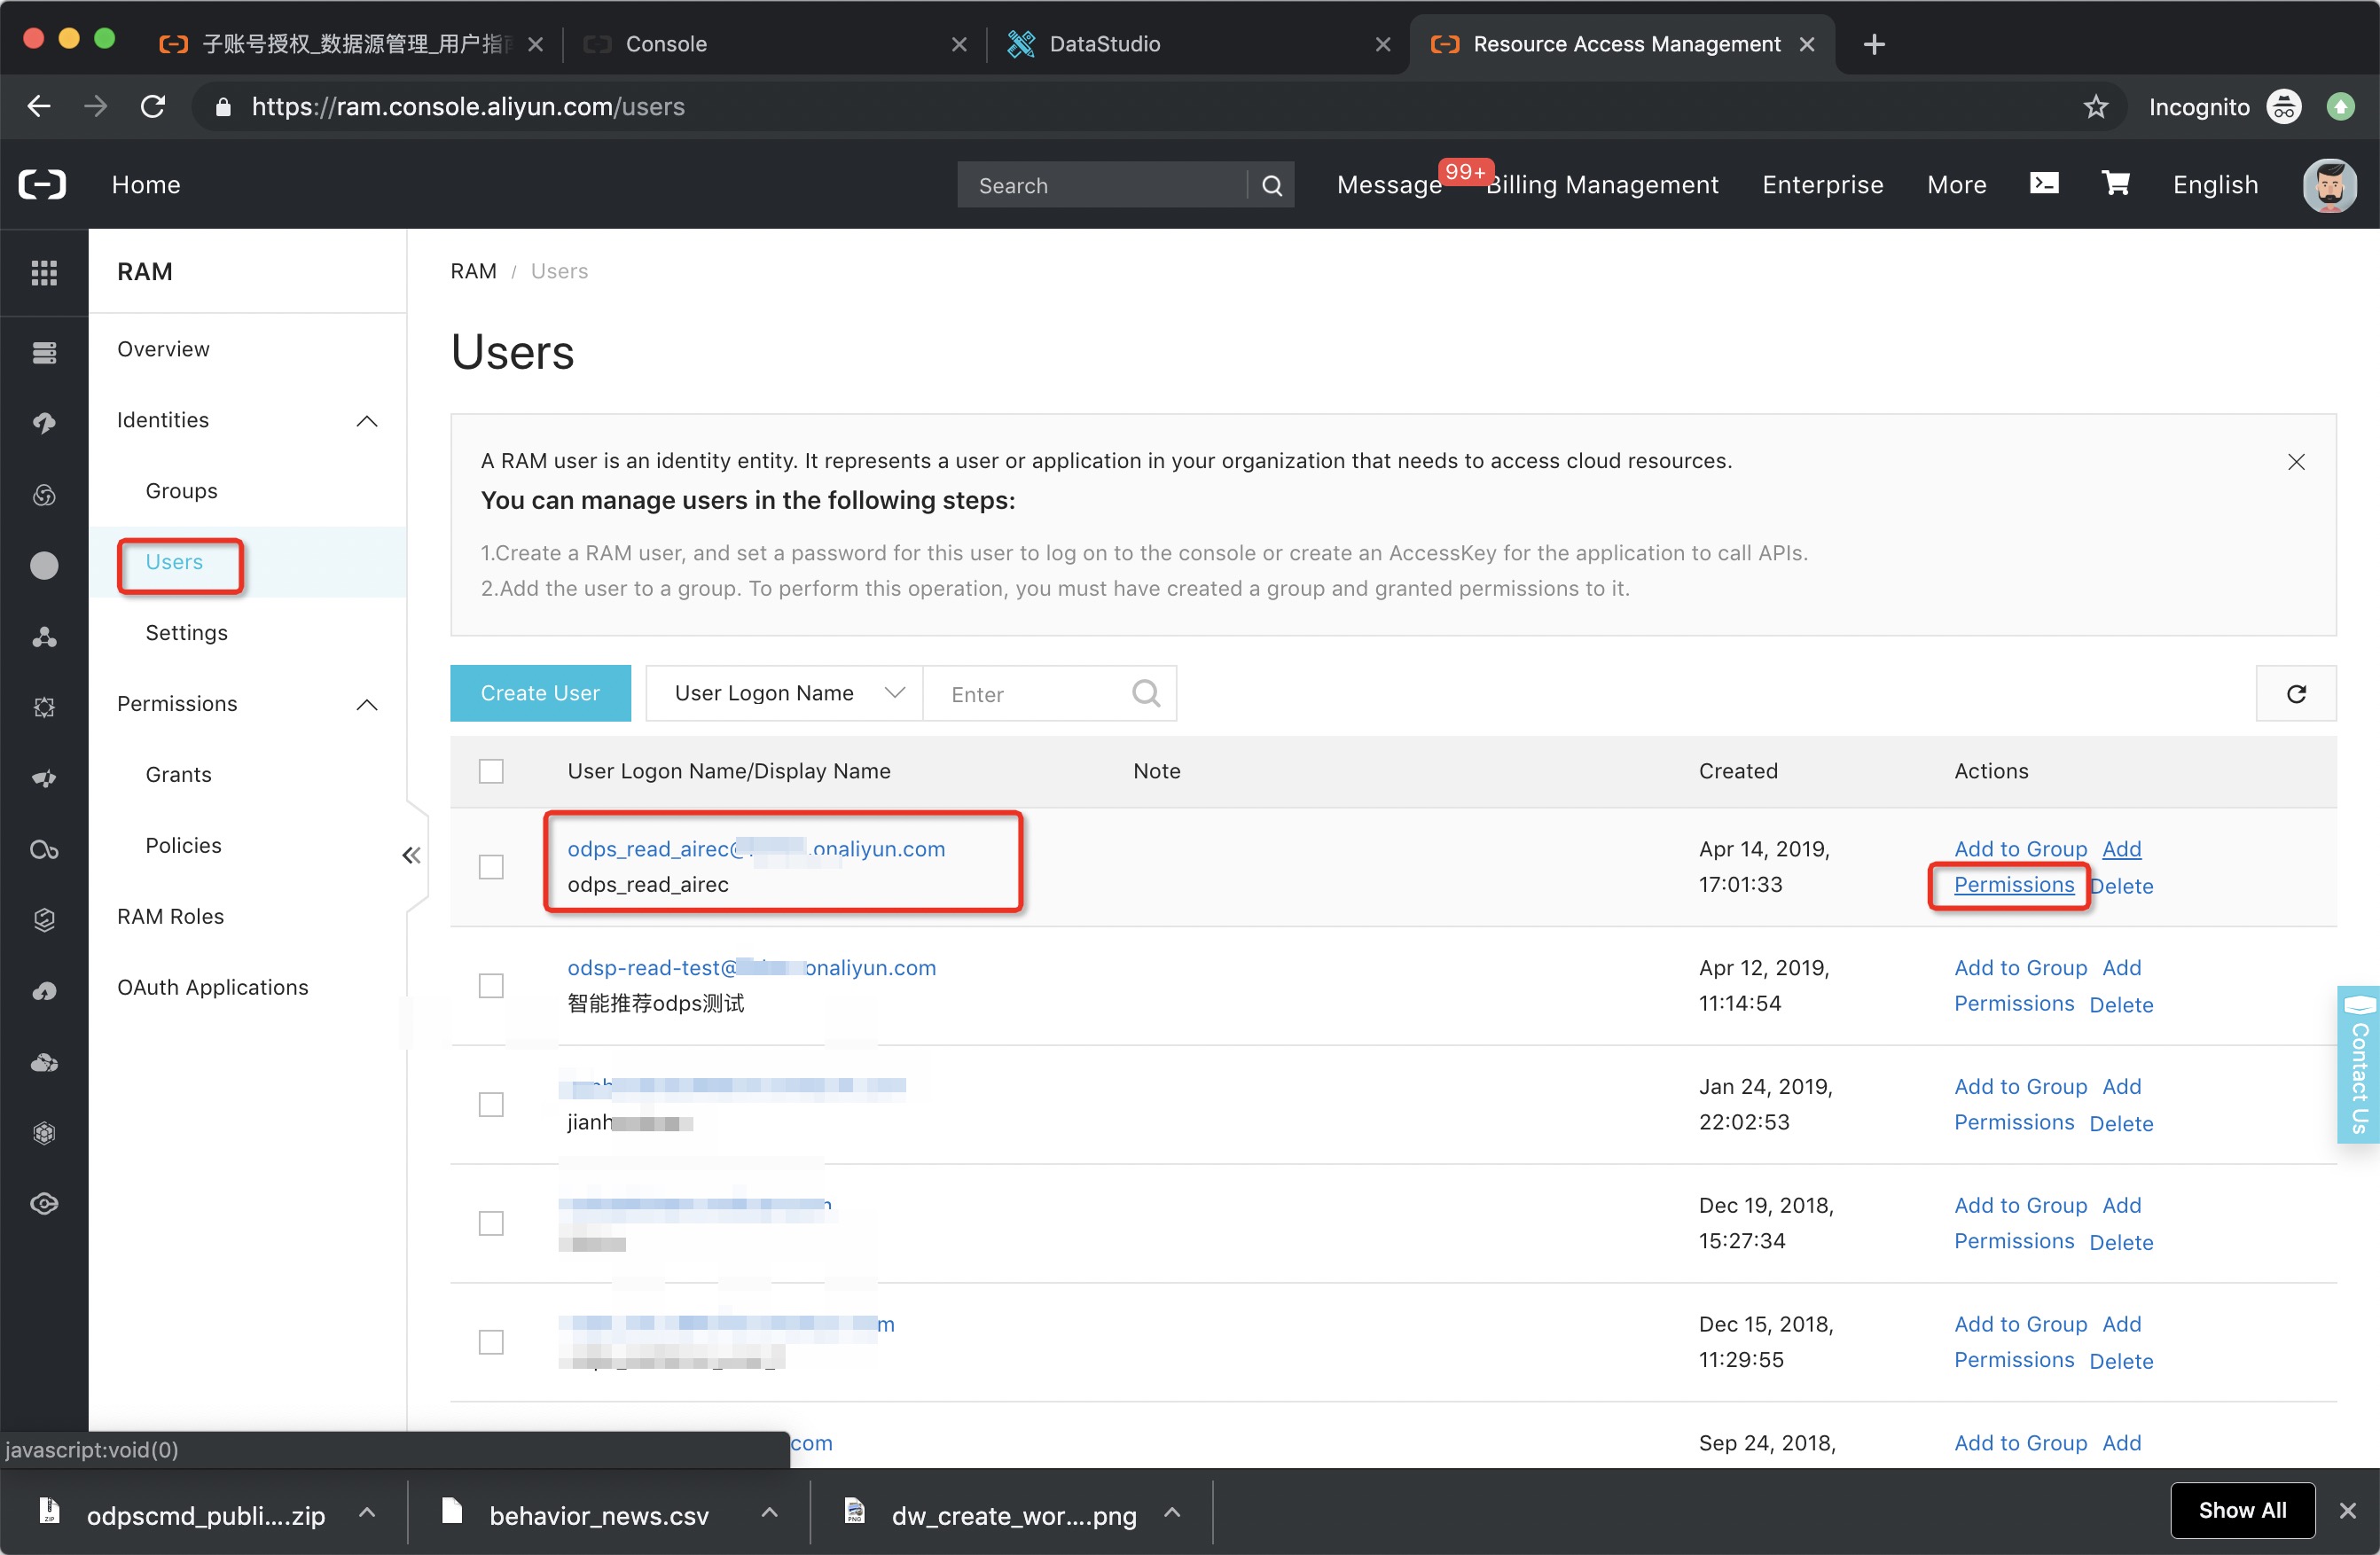 子账号授权_数据源管理_用户指
Console
DataStudio
Resource Access Management
https://ram.console.aliyun.com/users
Incognito
Home
Search
Message
99+
Billing Management
Enterprise
More
English
RAM
Overview
Identities
Groups
Users
Settings
Permissions
Grants
Policies
RAM Roles
OAuth Applications
RAM / Users
Users
A RAM user is an identity entity. It represents a user or application in your organization that needs to access cloud resources.
You can manage users in the following steps:
1.Create a RAM user, and set a password for this user to log on to the console or create an AccessKey for the application to call APIs.
2.Add the user to a group. To perform this operation, you must have created a group and granted permissions to it.
Create User
User Logon Name
Enter
User Logon Name/Display Name Note Created Actions
odps_read_airec@ .onaliyun.com Apr 14, 2019, Add to Group Add
odps_read_airec 17:01:33 Permissions Delete
odsp-read-test@ onaliyun.com Apr 12, 2019, Add to Group Add
智能推荐odps测试 11:14:54 Permissions Delete
Jan 24, 2019, Add to Group Add
jianh 22:02:53 Permissions Delete
Dec 19, 2018, Add to Group Add
15:27:34 Permissions Delete
m Dec 15, 2018, Add to Group Add
11:29:55 Permissions Delete
com Sep 24, 2018, Add to Group Add
Contact Us
javascript:void(0)
odpscmd_publi....zip
behavior_news.csv
dw_create_wor....png
Show All